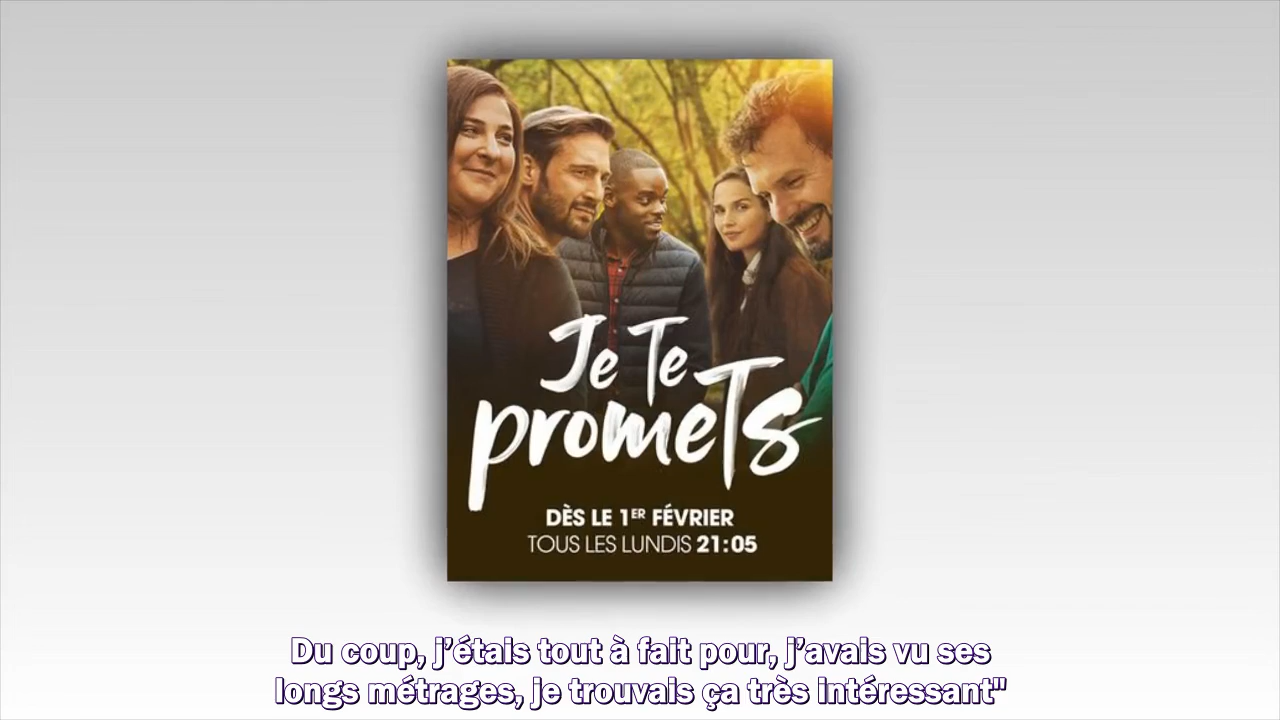 Je Te
promeTs
DÈS LE 1ER FÉVRIER
TOUS LES LUNDIS 21:05
Du coup, j'étais tout à fait pour, j'avais vu ses
longs métrages, je trouvais ça très intéressant"